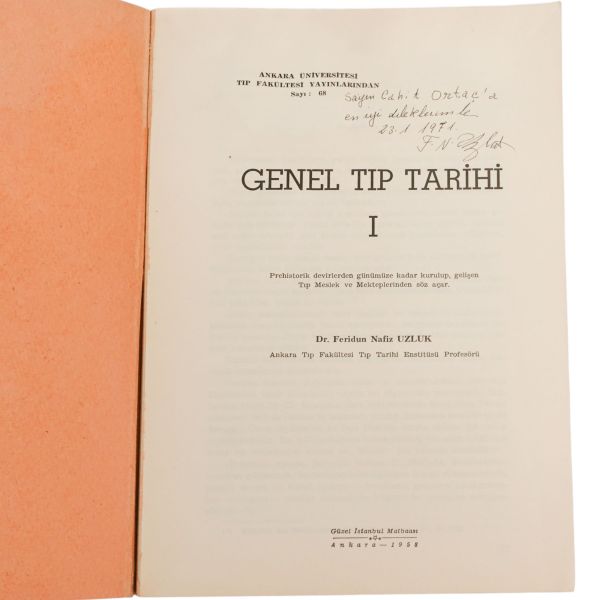 ANKARA ÜNİVERSİTESİ
TIP FAKÜLTESİ YAYINLARINDAN
Sayı: 68
Sayın Cahit Ortaç'a
en iyi dileklerimle
23.1.1971.
F.N. Uzluk
GENEL TIP TARİHİ
I
Prehistorik devirlerden günümüze kadar kurulup, gelişen
Tıp Meslek ve Mekteplerinden söz açar.
Dr. Feridun Nafiz UZLUK
Ankara Tıp Fakültesi Tıp Tarihi Enstitüsü Profesörü
Güzel İstanbul Matbaası
Ankara — 1958